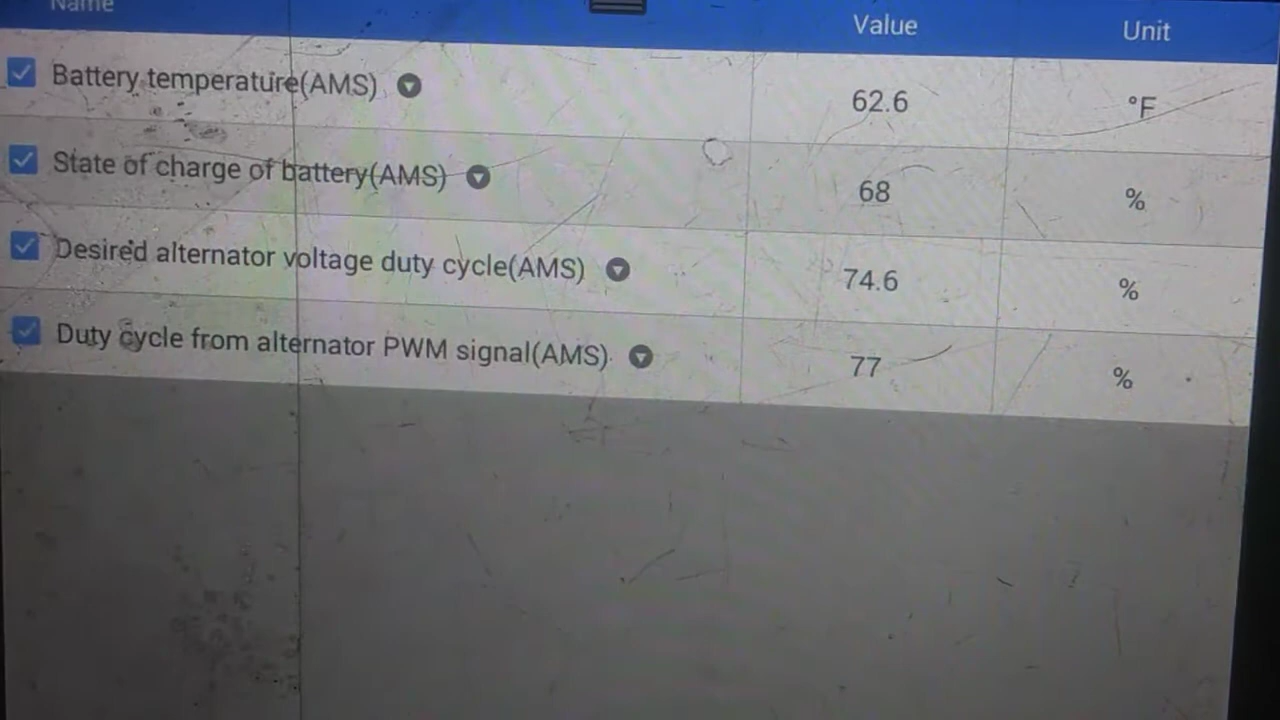 Name Value Unit
Battery temperature(AMS) 62.6 °F
State of charge of battery(AMS) 68 %
Desired alternator voltage duty cycle(AMS) 74.6 %
Duty cycle from alternator PWM signal(AMS) 77 %